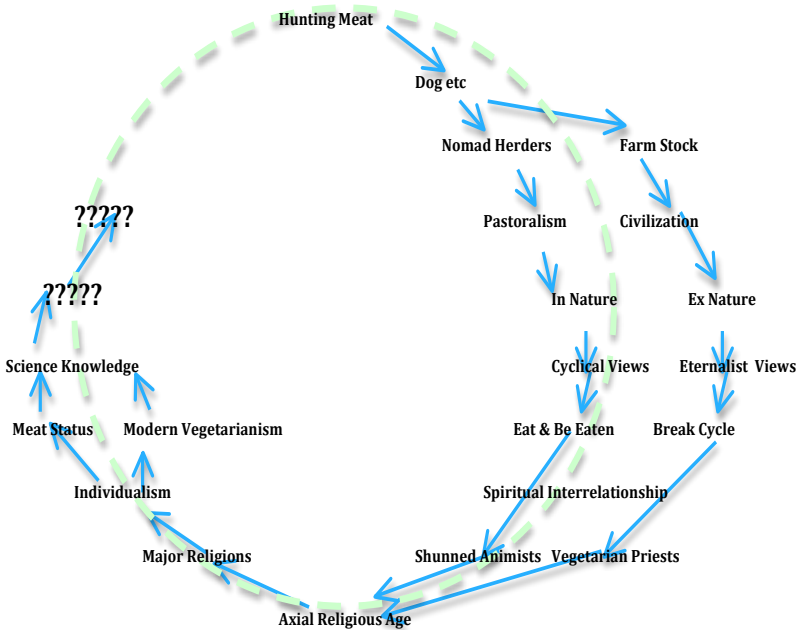 Hunting Meat
Dog etc
Nomad Herders
Farm Stock
Pastoralism
Civilization
?????
In Nature
Ex Nature
?????
Cyclical Views
Eternalist Views
Science Knowledge
Eat & Be Eaten
Break Cycle
Meat Status
Modern Vegetarianism
Spiritual Interrelationship
Individualism
Shunned Animists
Vegetarian Priests
Major Religions
Axial Religious Age